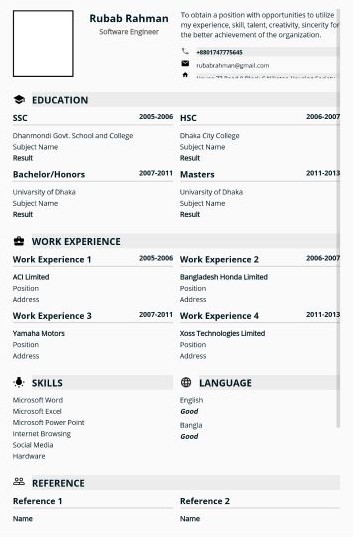 Rubab Rahman
Software Engineer
To obtain a position with opportunities to utilize
my experience, skill, talent, creativity, sincerity for
the better achievement of the organization.
+8801747775645
rubabrahman@gmail.com
EDUCATION
SSC 2005-2006
Dhanmondi Govt. School and College
Subject Name
Result
HSC 2006-2007
Dhaka City College
Subject Name
Result
Bachelor/Honors 2007-2011
University of Dhaka
Subject Name
Result
Masters 2011-2013
University of Dhaka
Subject Name
Result
WORK EXPERIENCE
Work Experience 1 2005-2006
ACI Limited
Position
Address
Work Experience 2 2006-2007
Bangladesh Honda Limited
Position
Address
Work Experience 3 2007-2011
Yamaha Motors
Position
Address
Work Experience 4 2011-2013
Xoss Technologies Limited
Position
Address
SKILLS
Microsoft Word
Microsoft Excel
Microsoft Power Point
Internet Browsing
Social Media
Hardware
LANGUAGE
English
Good
Bangla
Good
REFERENCE
Reference 1
Name
Reference 2
Name